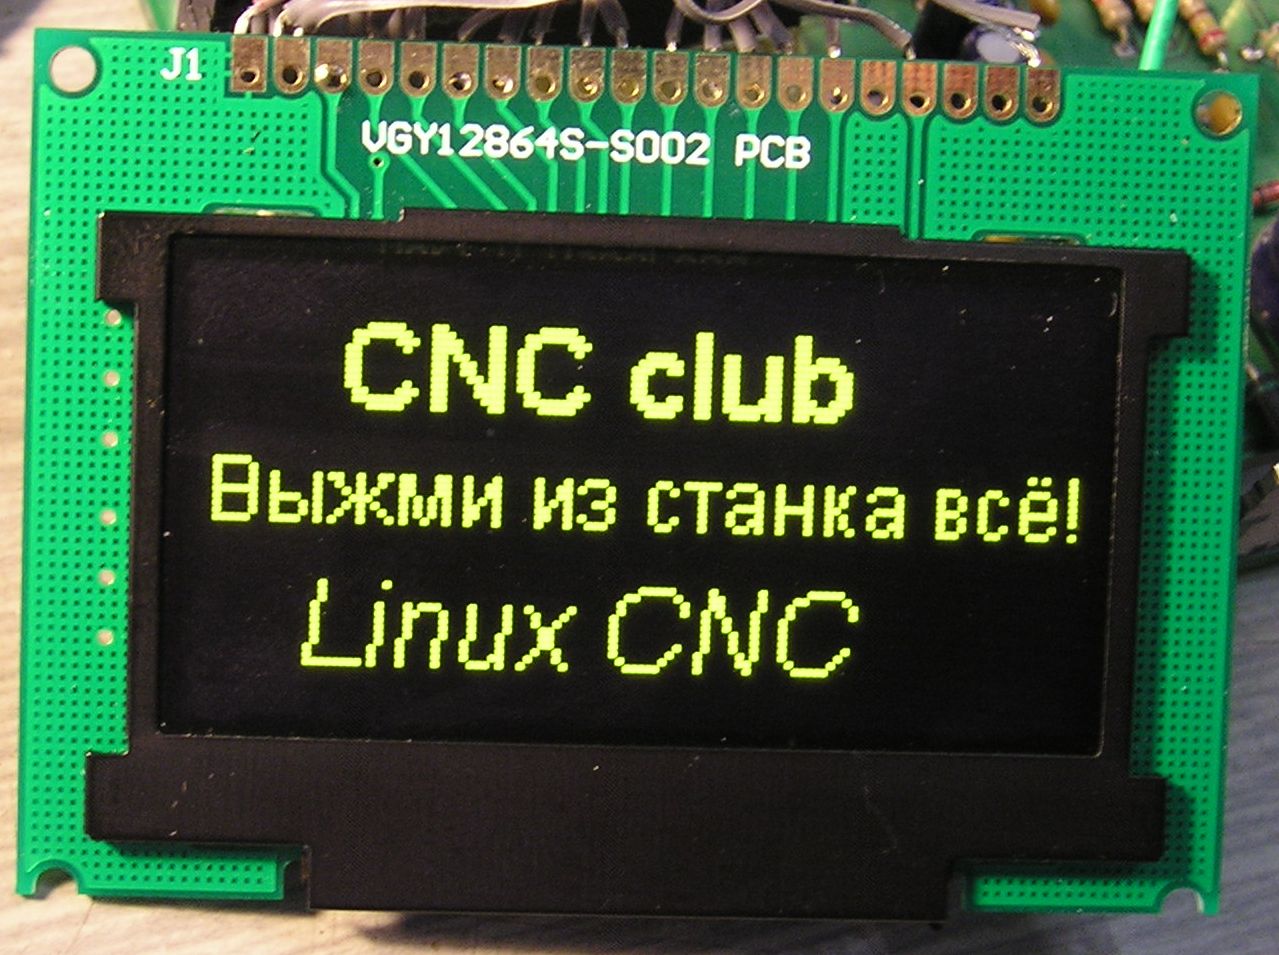 J1
VGY12864S-S002 PCB
CNC club
Выжми из станка всё!
Linux CNC